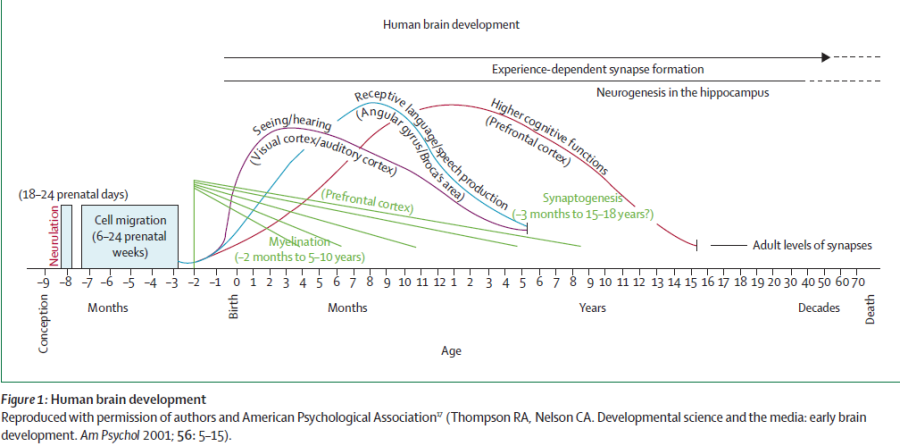 Human brain development
Experience-dependent synapse formation
Neurogenesis in the hippocampus
Seeing/hearing
(Visual cortex/auditory cortex)
Receptive language/speech production
(Angular gyrus/Broca's area)
Higher cognitive functions
(Prefrontal cortex)
(18–24 prenatal days)
Neurulation
Cell migration
(6–24 prenatal
weeks)
(Prefrontal cortex)
Myelination
(–2 months to 5–10 years)
Synaptogenesis
(–3 months to 15–18 years?)
Adult levels of synapses
–9 –8 –7 –6 –5 –4 –3 –2 –1 0 1 2 3 4 5 6 7 8 9 10 11 12 2 3 4 5 6 7 8 9 10 11 12 13 14 15 16 17 18 19 20 30 40 50 60 70
Conception
Months
Birth
Months
Years
Decades
Death
Age
Figure 1: Human brain development
Reproduced with permission of authors and American Psychological Association17 (Thompson RA, Nelson CA. Developmental science and the media: early brain
development. Am Psychol 2001; 56: 5–15).